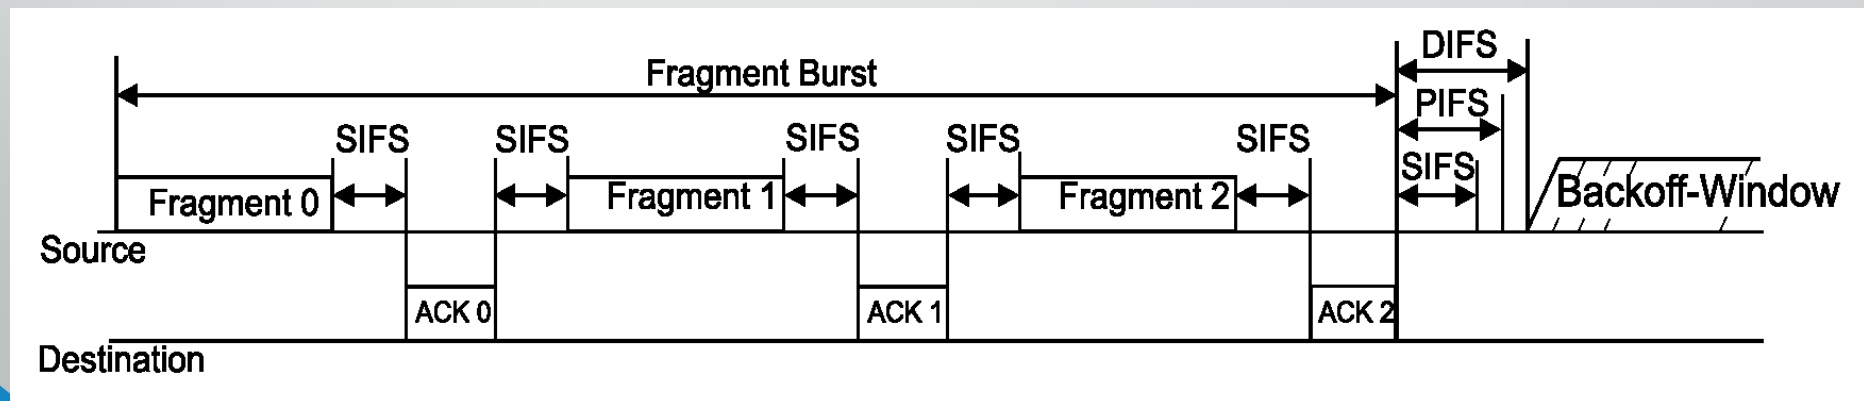 DIFS
Fragment Burst
PIFS
SIFS SIFS SIFS SIFS SIFS
SIFS
Fragment 0 Fragment 1 Fragment 2 Backoff-Window
Source
ACK 0 ACK 1 ACK 2
Destination